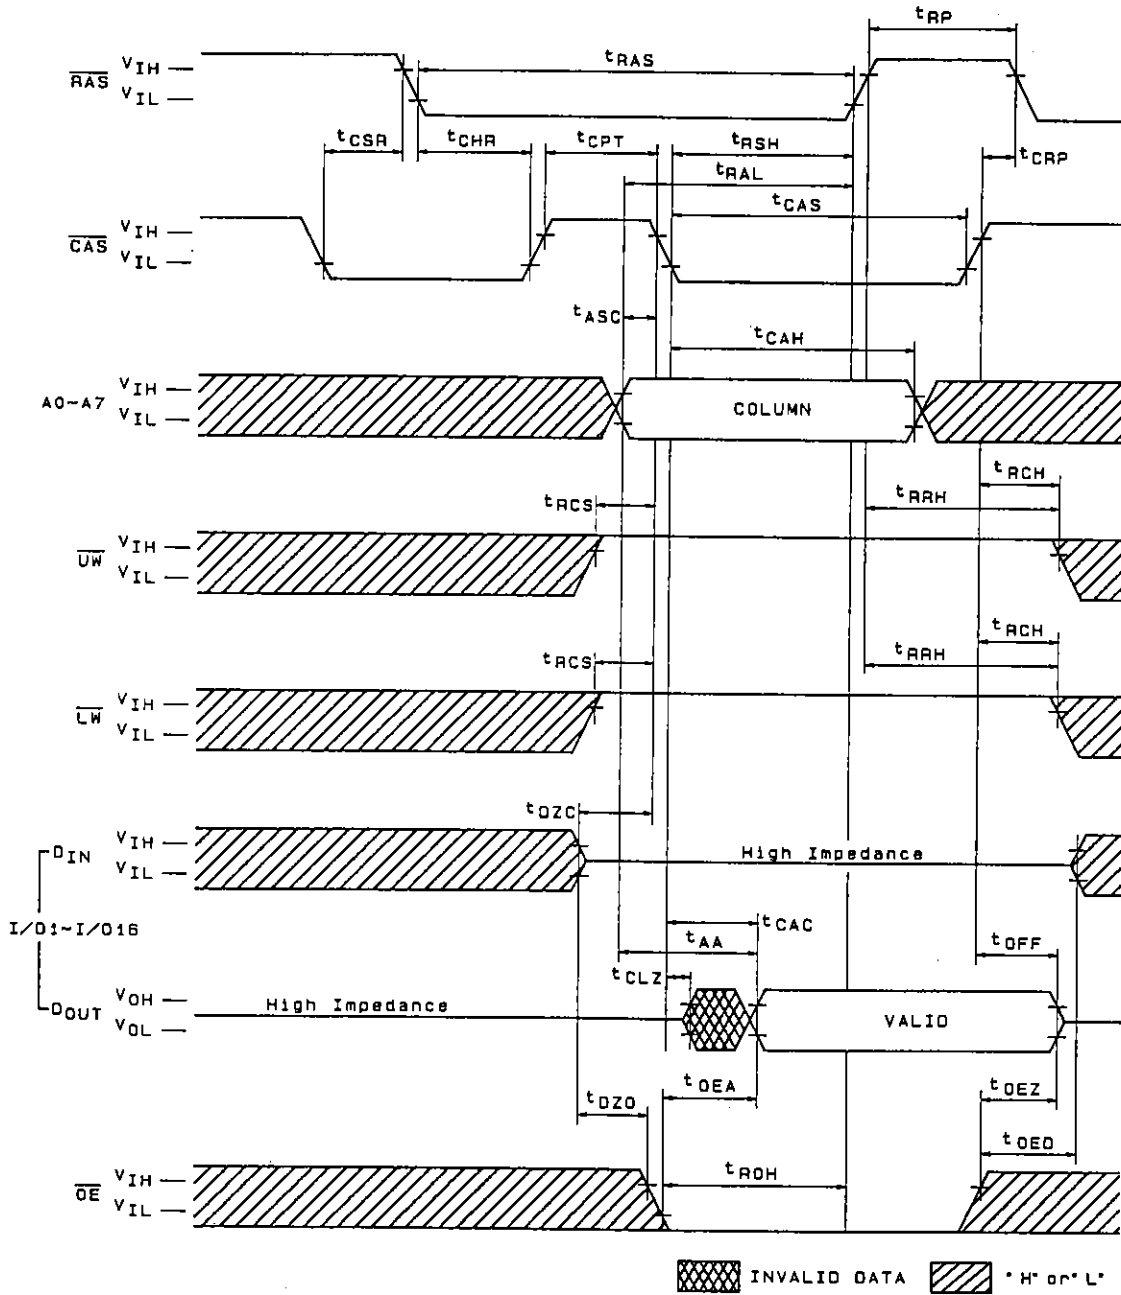 tRP
VIH
RAS
VIL
tRAS
tCSR
tCHR
tCPT
tRSH
tCRP
tRAL
tCAS
VIH
CAS
VIL
tASC
tCAH
VIH
A0~A7
VIL
COLUMN
tRCH
tRCS
tRRH
VIH
UW
VIL
tRCH
tRCS
tRRH
VIH
LW
VIL
tDZC
VIH
DIN
VIL
High Impedance
I/O1~I/O16
tCAC
tAA
tOFF
tCLZ
VOH
DOUT
VOL
High Impedance
VALID
tOEA
tOEZ
tDZO
tOED
tROH
VIH
OE
VIL
INVALID DATA
"H" or "L"